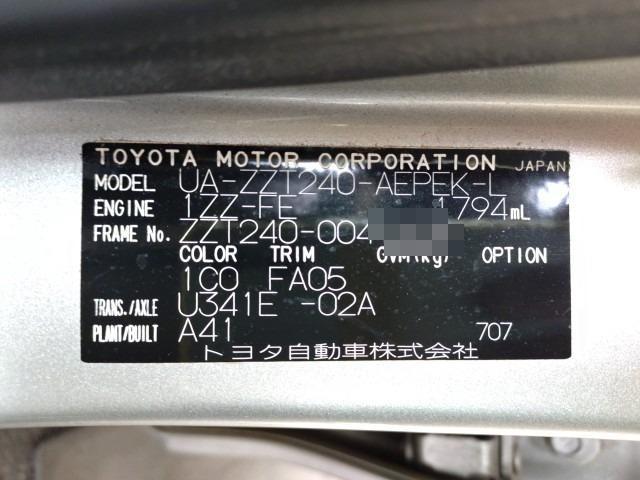 TOYOTA MOTOR CORPORATION JAPAN
MODEL UA-ZZT240-AEPEK-L
ENGINE 1ZZ-FE 1794mL
FRAME No. ZZT240-004
COLOR TRIM GVM(kg) OPTION
1C0 FA05
TRANS./AXLE U341E -02A
PLANT/BUILT A41 707
トヨタ自動車株式会社